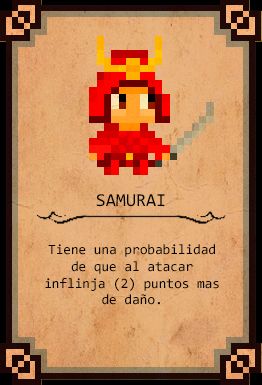 SAMURAI
Tiene una probabilidad
de que al atacar
inflinja (2) puntos mas
de daño.